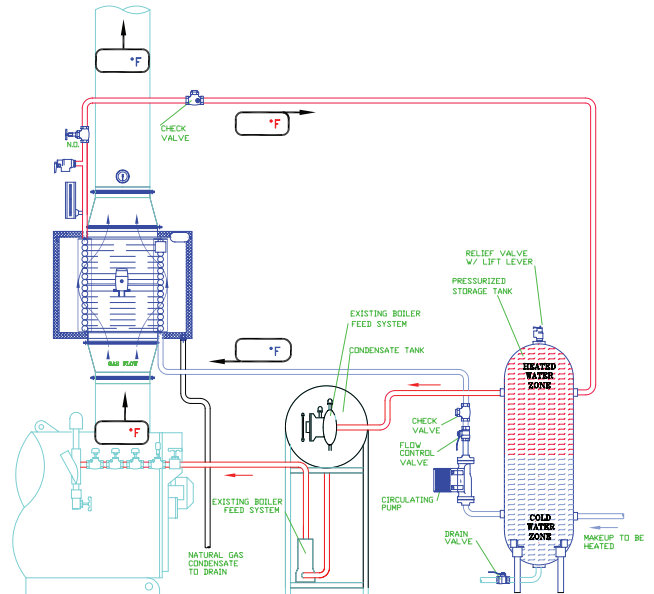 °F
°F
CHECK
VALVE
N.O.
RELIEF VALVE
W/ LIFT LEVER
PRESSURIZED
STORAGE TANK
EXISTING BOILER
FEED SYSTEM
CONDENSATE TANK
°F
GAS FLOW
HEATED
WATER
ZONE
°F
CHECK
VALVE
FLOW
CONTROL
VALVE
CIRCULATING
PUMP
EXISTING BOILER
FEED SYSTEM
COLD
WATER
ZONE
DRAIN
VALVE
MAKEUP TO BE
HEATED
NATURAL GAS
CONDENSATE
TO DRAIN